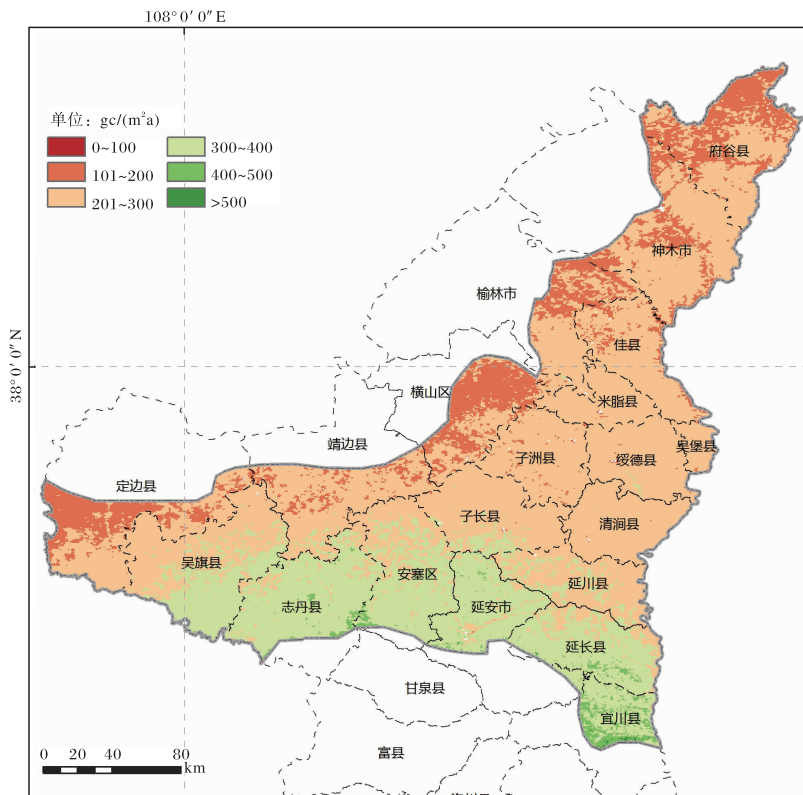 108°0′0″E
38°0′0″N
单位：gc/(m²a)
0~100
300~400
101~200
400~500
201~300
>500
府谷县
神木市
榆林市
佳县
横山区
米脂县
靖边县
吴堡县
子洲县
绥德县
定边县
子长县
清涧县
吴旗县
安塞区
延川县
志丹县
延安市
延长县
甘泉县
宜川县
富县
0 20 40 80
km